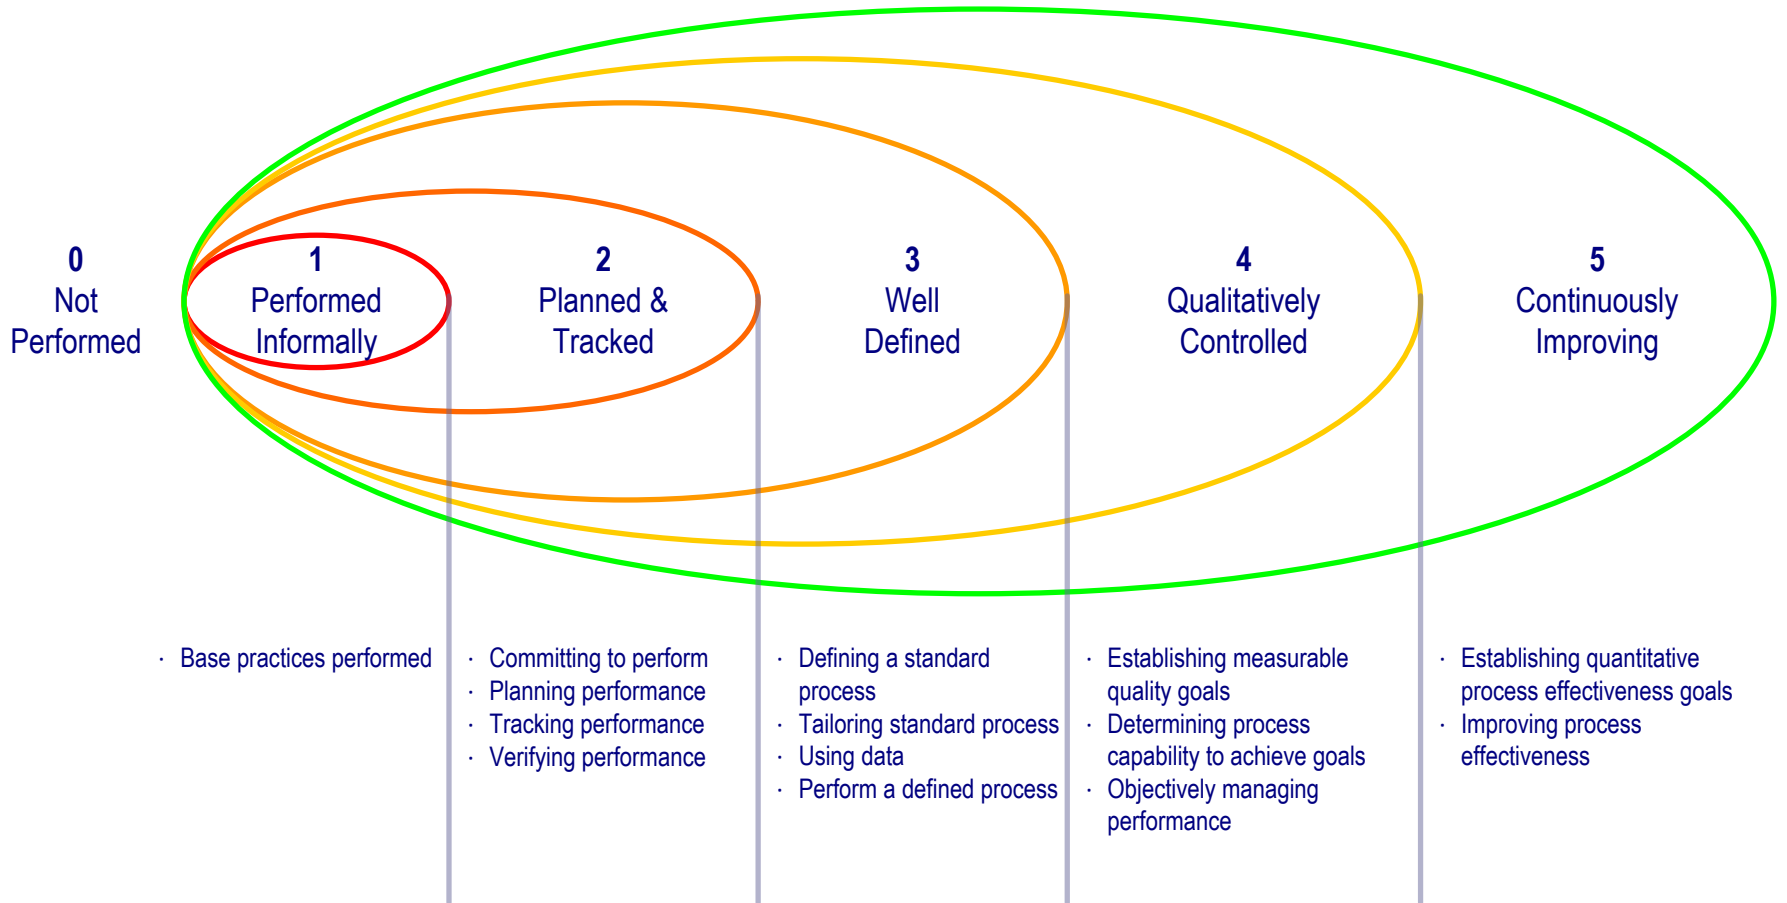 0
Not
Performed
1
Performed
Informally
2
Planned &
Tracked
3
Well
Defined
4
Qualitatively
Controlled
5
Continuously
Improving
· Base practices performed
· Committing to perform
· Planning performance
· Tracking performance
· Verifying performance
· Defining a standard
process
· Tailoring standard process
· Using data
· Perform a defined process
· Establishing measurable
quality goals
· Determining process
capability to achieve goals
· Objectively managing
performance
· Establishing quantitative
process effectiveness goals
· Improving process
effectiveness